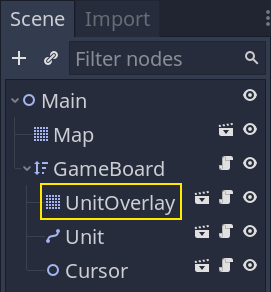 Scene Import
Filter nodes
Main
Map
GameBoard
UnitOverlay
Unit
Cursor